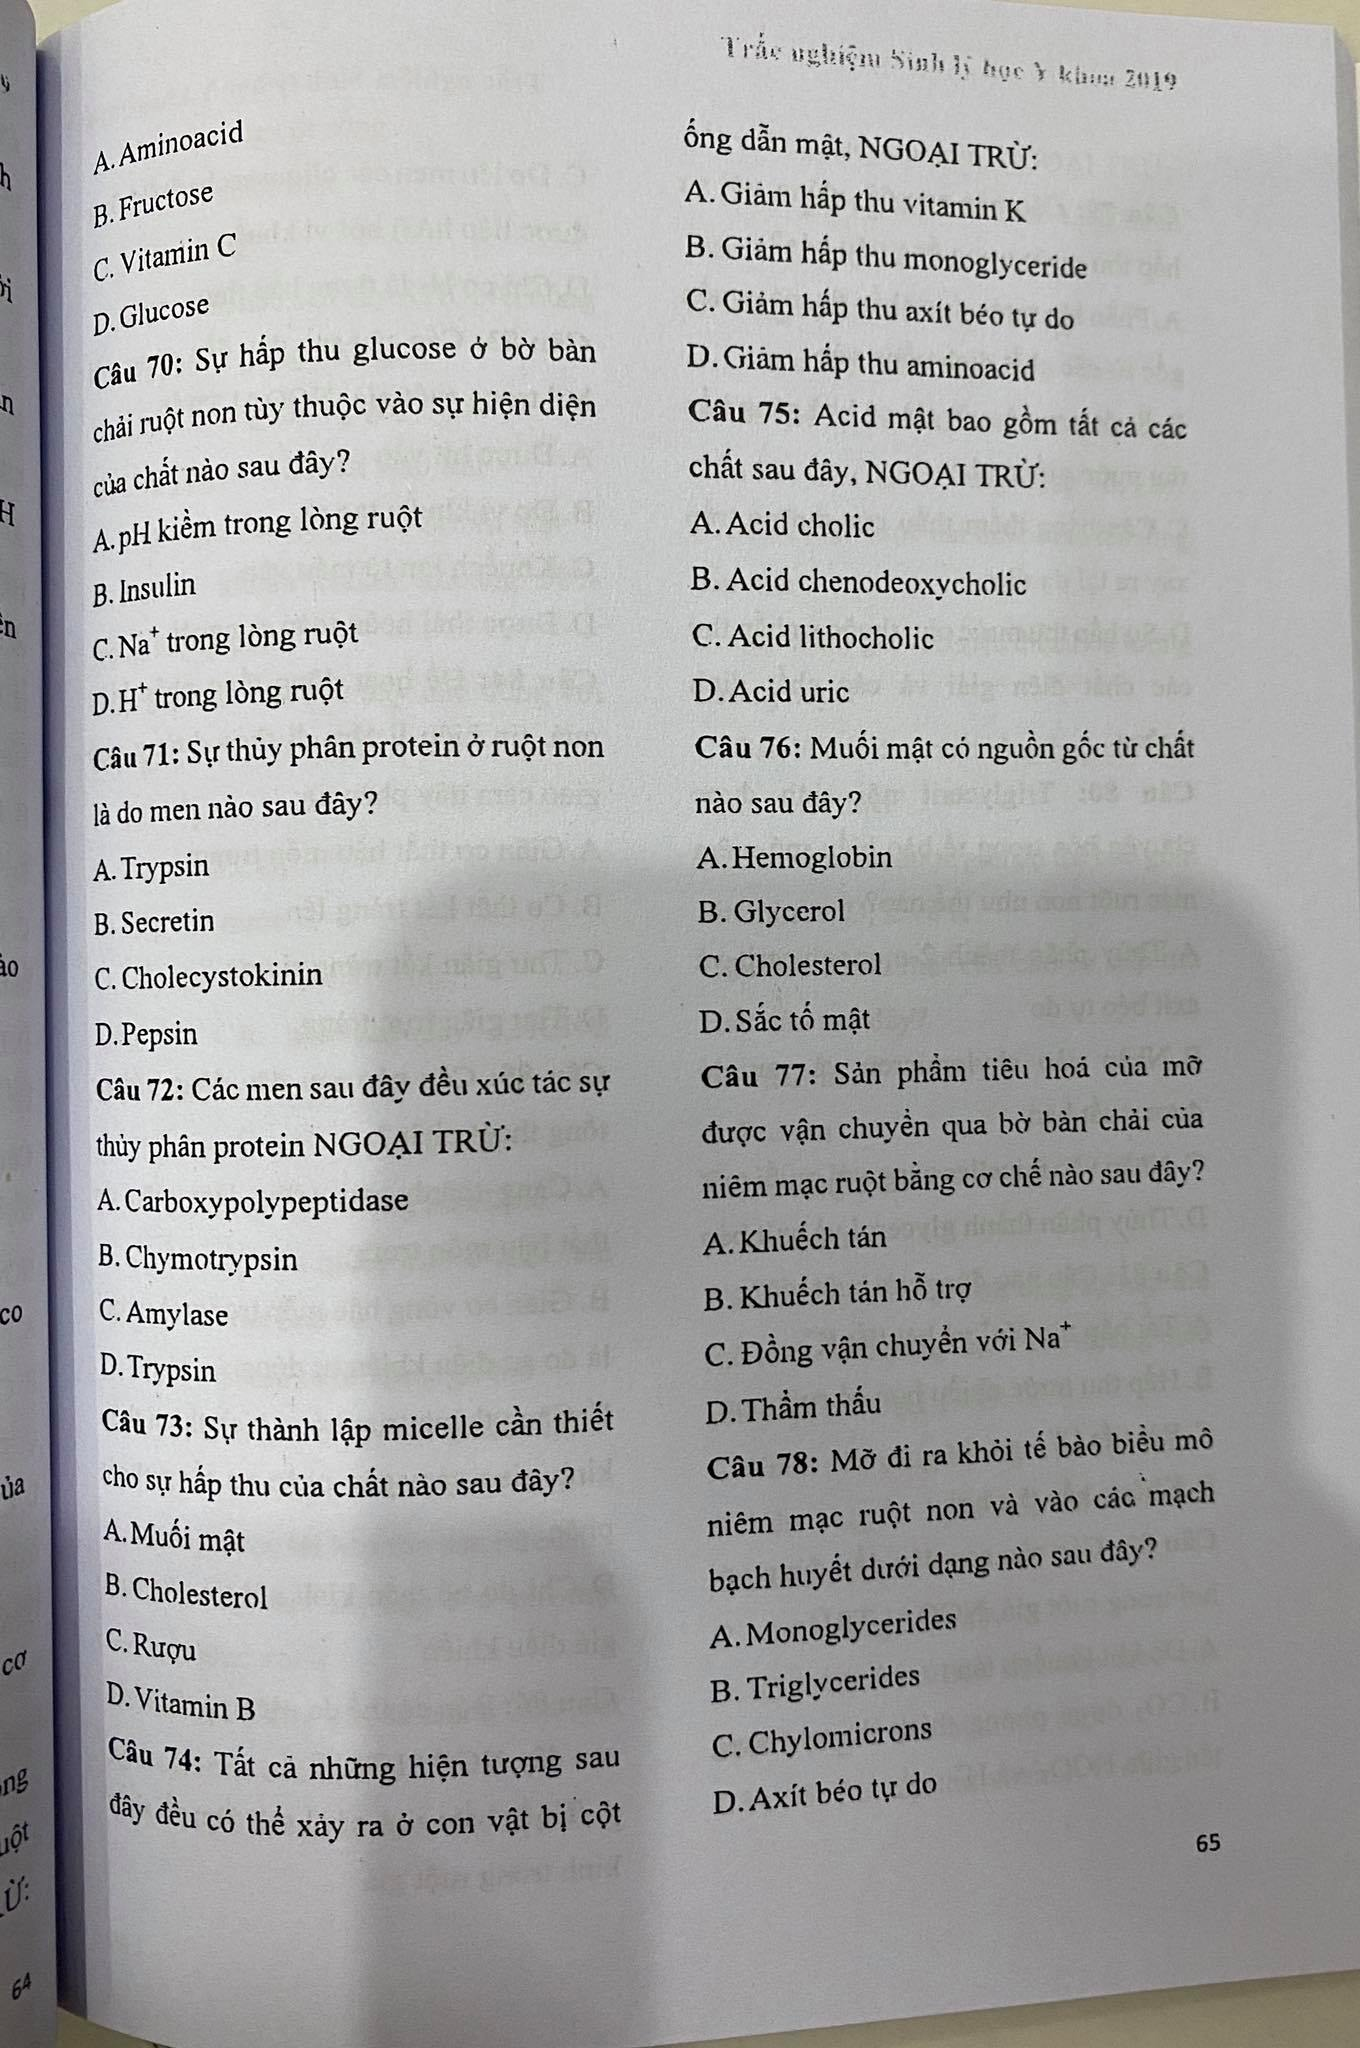 Trắc nghiệm Sinh lý học Y khoa 2019
A. Aminoacid
B. Fructose
C. Vitamin C
D. Glucose
Câu 70: Sự hấp thu glucose ở bờ bàn
chải ruột non tùy thuộc vào sự hiện diện
của chất nào sau đây?
A. pH kiềm trong lòng ruột
B. Insulin
C. Na⁺ trong lòng ruột
D. H⁺ trong lòng ruột
Câu 71: Sự thủy phân protein ở ruột non
là do men nào sau đây?
A. Trypsin
B. Secretin
C. Cholecystokinin
D. Pepsin
Câu 72: Các men sau đây đều xúc tác sự
thủy phân protein NGOẠI TRỪ:
A. Carboxypolypeptidase
B. Chymotrypsin
C. Amylase
D. Trypsin
Câu 73: Sự thành lập micelle cần thiết
cho sự hấp thu của chất nào sau đây?
A. Muối mật
B. Cholesterol
C. Rượu
D. Vitamin B
Câu 74: Tất cả những hiện tượng sau
đây đều có thể xảy ra ở con vật bị cột
ống dẫn mật, NGOẠI TRỪ:
A. Giảm hấp thu vitamin K
B. Giảm hấp thu monoglyceride
C. Giảm hấp thu axít béo tự do
D. Giảm hấp thu aminoacid
Câu 75: Acid mật bao gồm tất cả các
chất sau đây, NGOẠI TRỪ:
A. Acid cholic
B. Acid chenodeoxycholic
C. Acid lithocholic
D. Acid uric
Câu 76: Muối mật có nguồn gốc từ chất
nào sau đây?
A. Hemoglobin
B. Glycerol
C. Cholesterol
D. Sắc tố mật
Câu 77: Sản phẩm tiêu hoá của mỡ
được vận chuyển qua bờ bàn chải của
niêm mạc ruột bằng cơ chế nào sau đây?
A. Khuếch tán
B. Khuếch tán hỗ trợ
C. Đồng vận chuyển với Na⁺
D. Thẩm thấu
Câu 78: Mỡ đi ra khỏi tế bào biểu mô
niêm mạc ruột non và vào các mạch
bạch huyết dưới dạng nào sau đây?
A. Monoglycerides
B. Triglycerides
C. Chylomicrons
D. Axít béo tự do
65
64